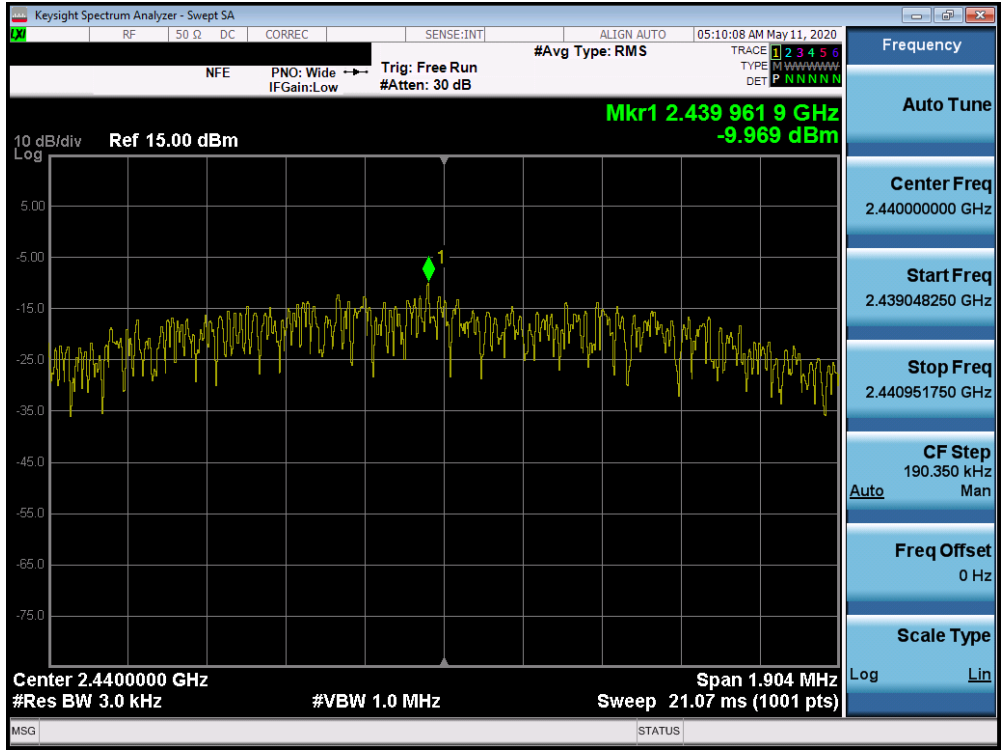 Keysight Spectrum Analyzer - Swept SA
LXI RF 50 Ω DC CORREC SENSE:INT ALIGN AUTO 05:10:08 AM May 11, 2020
NFE PNO: Wide Trig: Free Run #Avg Type: RMS TRACE 1 2 3 4 5 6
IFGain:Low #Atten: 30 dB TYPE M WWWWW
DET P N N N N N
Mkr1 2.439 961 9 GHz
-9.969 dBm
10 dB/div Ref 15.00 dBm
Log
5.00
-5.00
1
-15.0
-25.0
-35.0
-45.0
-55.0
-65.0
-75.0
Center 2.4400000 GHz Span 1.904 MHz
#Res BW 3.0 kHz #VBW 1.0 MHz Sweep 21.07 ms (1001 pts)
MSG STATUS
Frequency
Auto Tune
Center Freq
2.440000000 GHz
Start Freq
2.439048250 GHz
Stop Freq
2.440951750 GHz
CF Step
190.350 kHz
Auto Man
Freq Offset
0 Hz
Scale Type
Log Lin